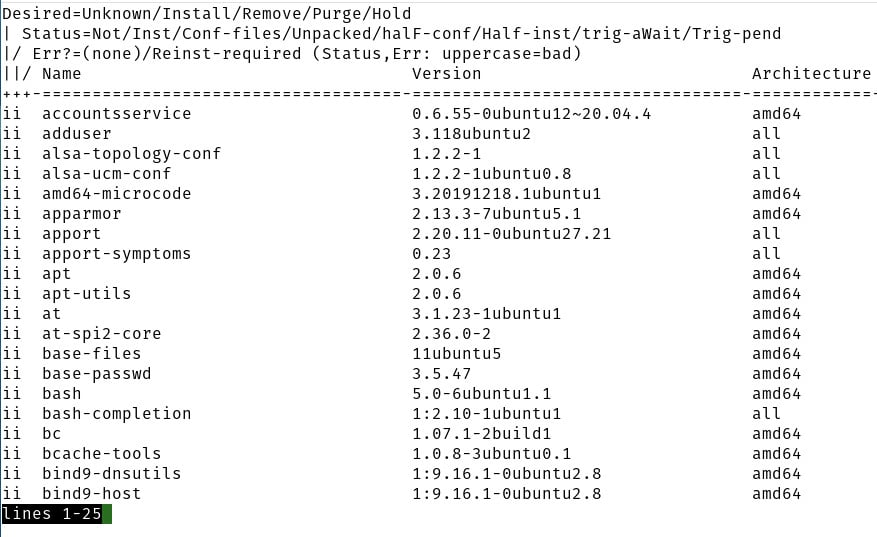 Desired=Unknown/Install/Remove/Purge/Hold
| Status=Not/Inst/Conf-files/Unpacked/halF-conf/Half-inst/trig-aWait/Trig-pend
|/ Err?=(none)/Reinst-required (Status,Err: uppercase=bad)
||/ Name                                 Version                           Architecture
+++-====================================-=================================-============-
ii  accountsservice                      0.6.55-0ubuntu12~20.04.4          amd64
ii  adduser                              3.118ubuntu2                      all
ii  alsa-topology-conf                   1.2.2-1                           all
ii  alsa-ucm-conf                        1.2.2-1ubuntu0.8                  all
ii  amd64-microcode                      3.20191218.1ubuntu1               amd64
ii  apparmor                             2.13.3-7ubuntu5.1                 amd64
ii  apport                               2.20.11-0ubuntu27.21              all
ii  apport-symptoms                      0.23                              all
ii  apt                                  2.0.6                             amd64
ii  apt-utils                            2.0.6                             amd64
ii  at                                   3.1.23-1ubuntu1                   amd64
ii  at-spi2-core                         2.36.0-2                          amd64
ii  base-files                           11ubuntu5                         amd64
ii  base-passwd                          3.5.47                            amd64
ii  bash                                 5.0-6ubuntu1.1                    amd64
ii  bash-completion                      1:2.10-1ubuntu1                   all
ii  bc                                   1.07.1-2build1                    amd64
ii  bcache-tools                         1.0.8-3ubuntu0.1                  amd64
ii  bind9-dnsutils                       1:9.16.1-0ubuntu2.8               amd64
ii  bind9-host                           1:9.16.1-0ubuntu2.8               amd64
lines 1-25